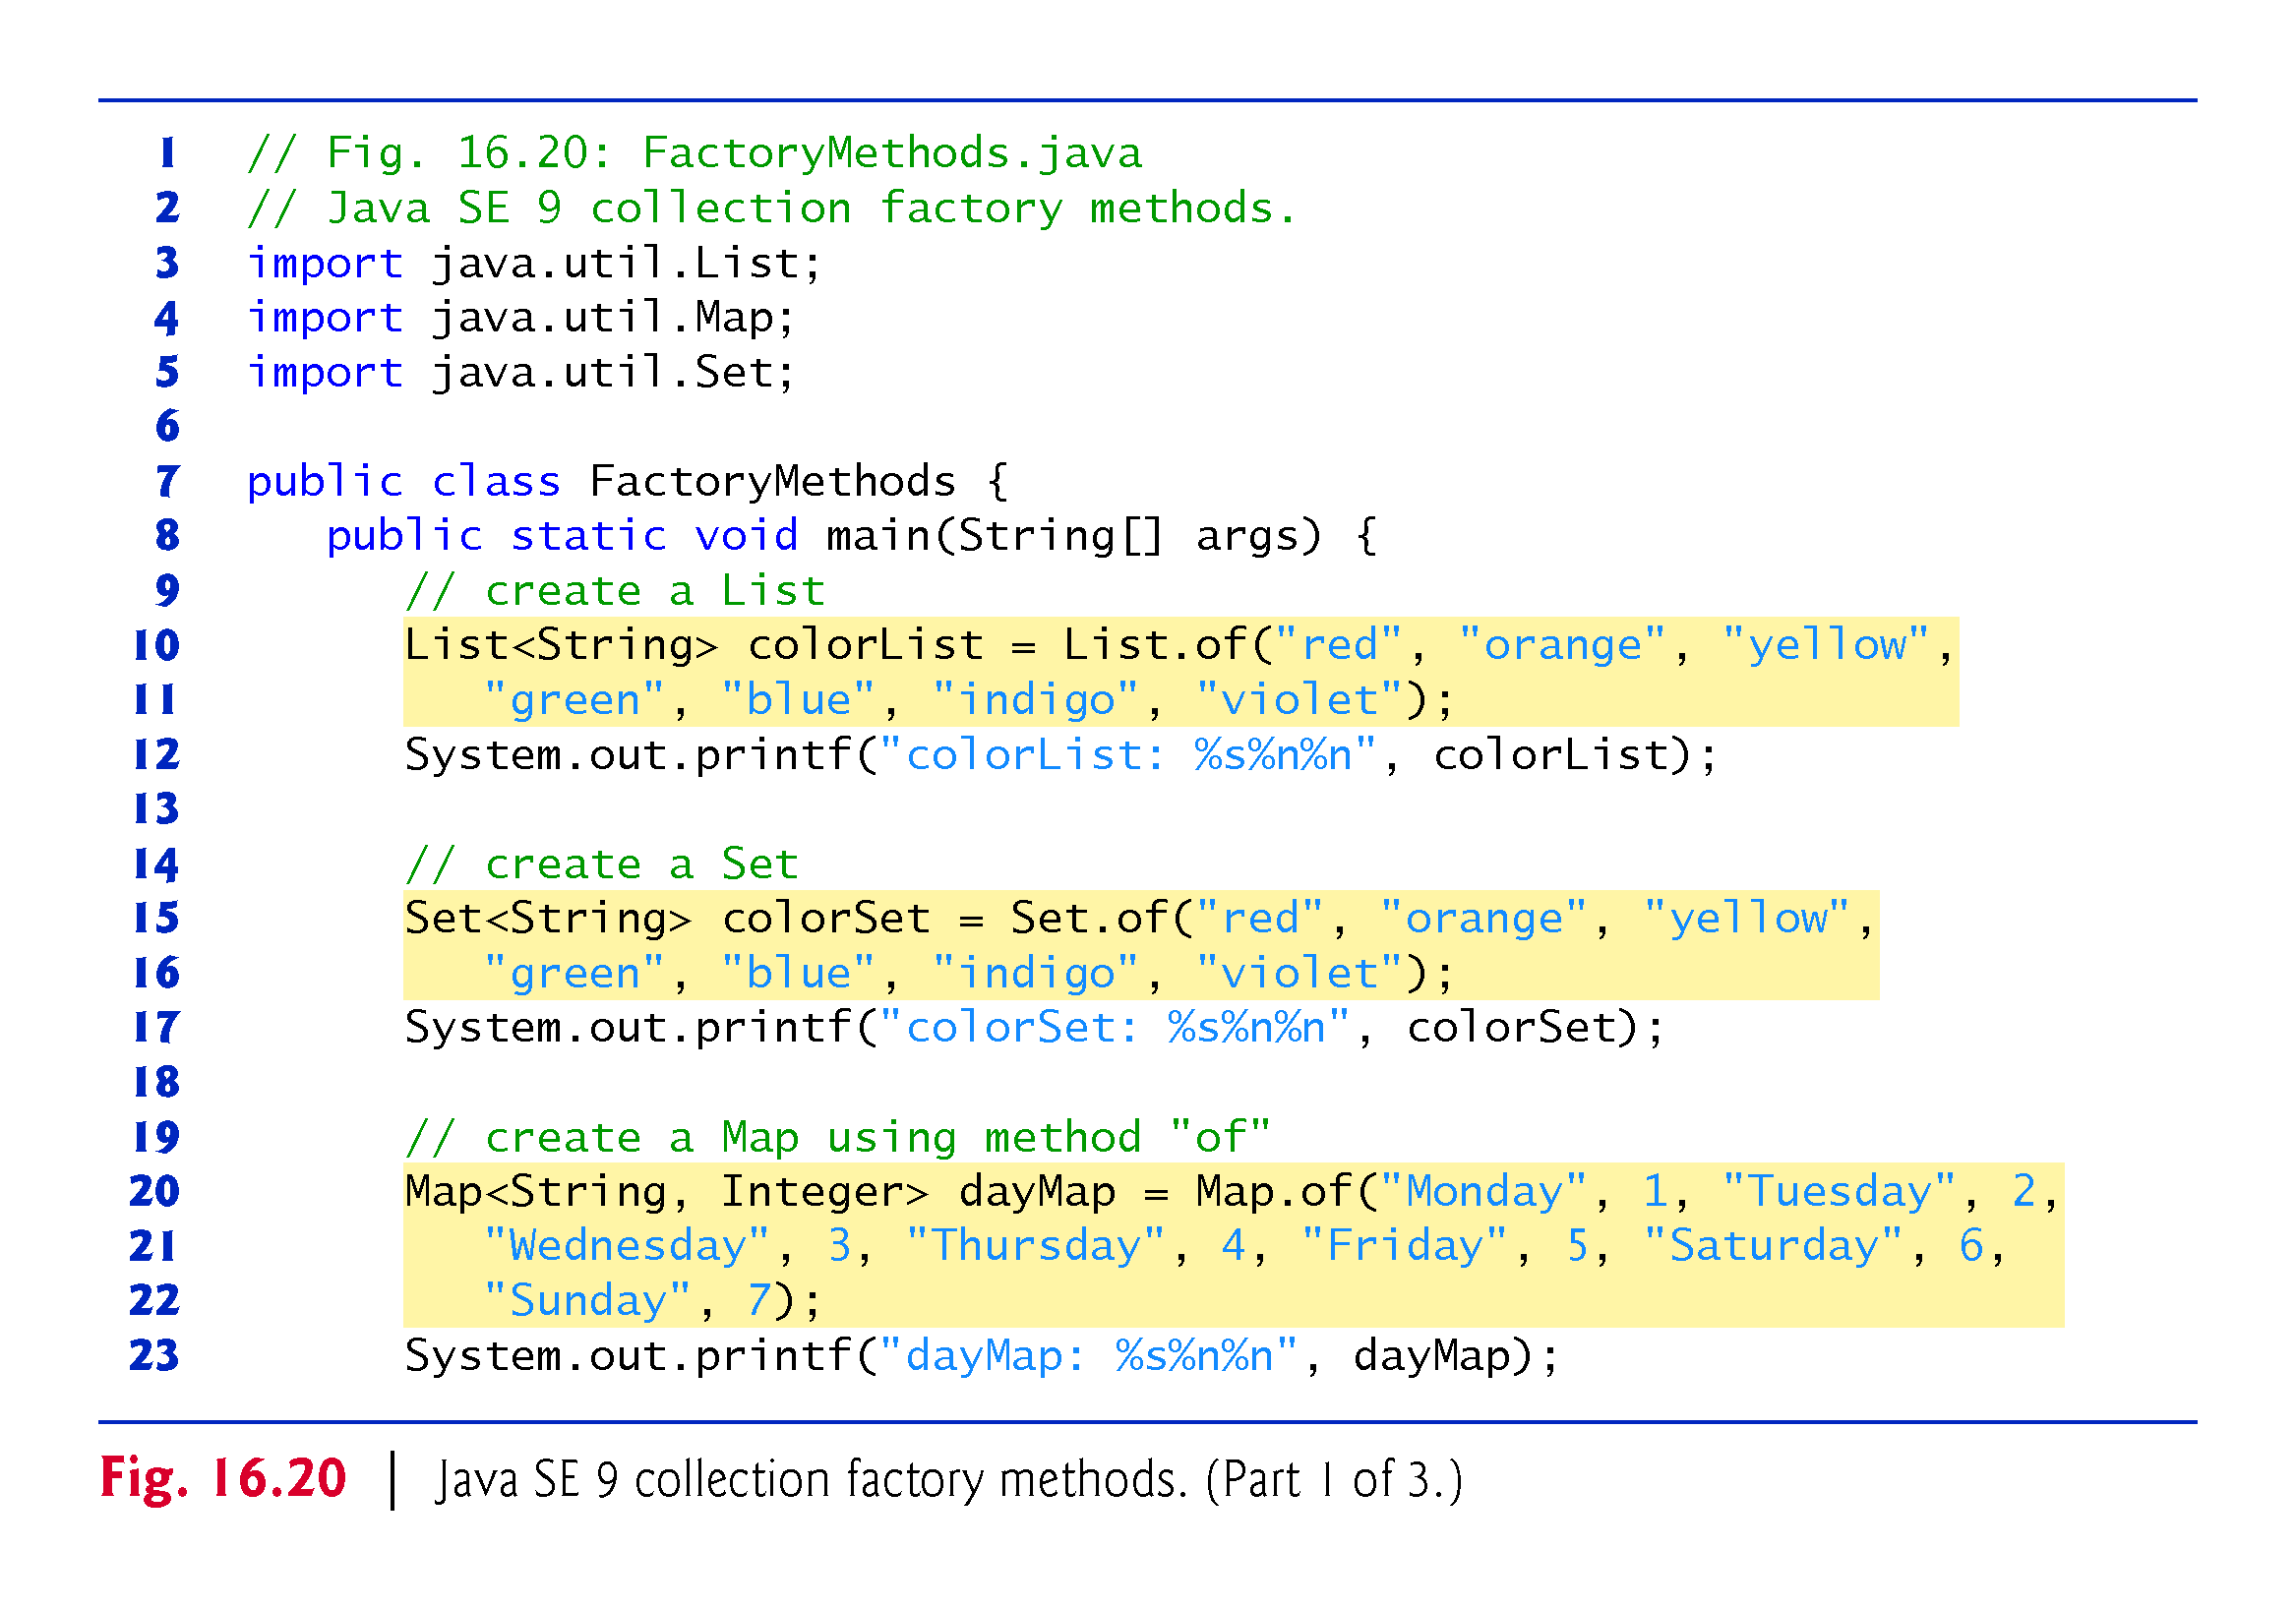 1 // Fig. 16.20: FactoryMethods.java
2 // Java SE 9 collection factory methods.
3 import java.util.List;
4 import java.util.Map;
5 import java.util.Set;
6
7 public class FactoryMethods {
8 public static void main(String[] args) {
9 // create a List
10 List<String> colorList = List.of("red", "orange", "yellow",
11 "green", "blue", "indigo", "violet");
12 System.out.printf("colorList: %s%n%n", colorList);
13
14 // create a Set
15 Set<String> colorSet = Set.of("red", "orange", "yellow",
16 "green", "blue", "indigo", "violet");
17 System.out.printf("colorSet: %s%n%n", colorSet);
18
19 // create a Map using method "of"
20 Map<String, Integer> dayMap = Map.of("Monday", 1, "Tuesday", 2,
21 "Wednesday", 3, "Thursday", 4, "Friday", 5, "Saturday", 6,
22 "Sunday", 7);
23 System.out.printf("dayMap: %s%n%n", dayMap);
Fig. 16.20 | Java SE 9 collection factory methods. (Part 1 of 3.)